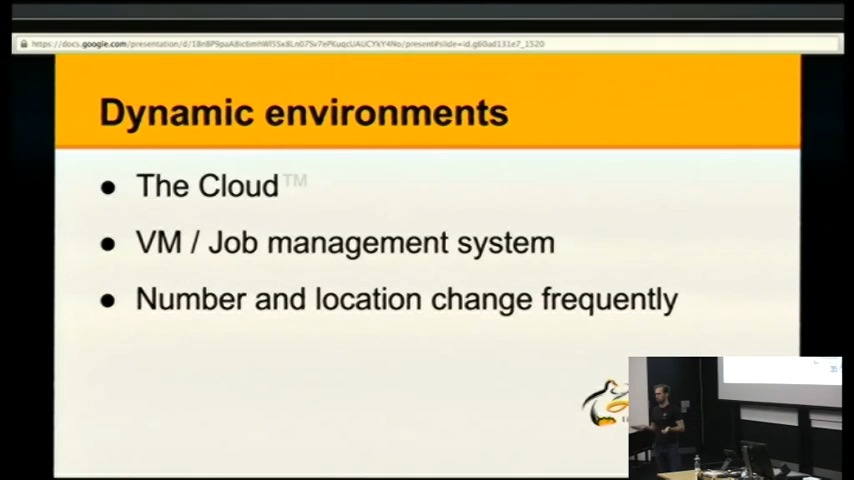 Dynamic environments
● The Cloud™
● VM / Job management system
● Number and location change frequently